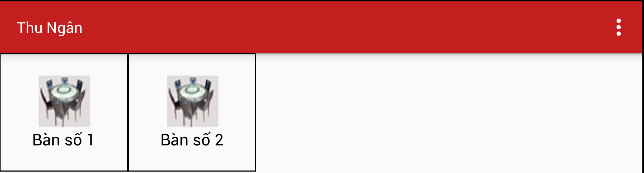 Thu Ngân
Bàn số 1
Bàn số 2